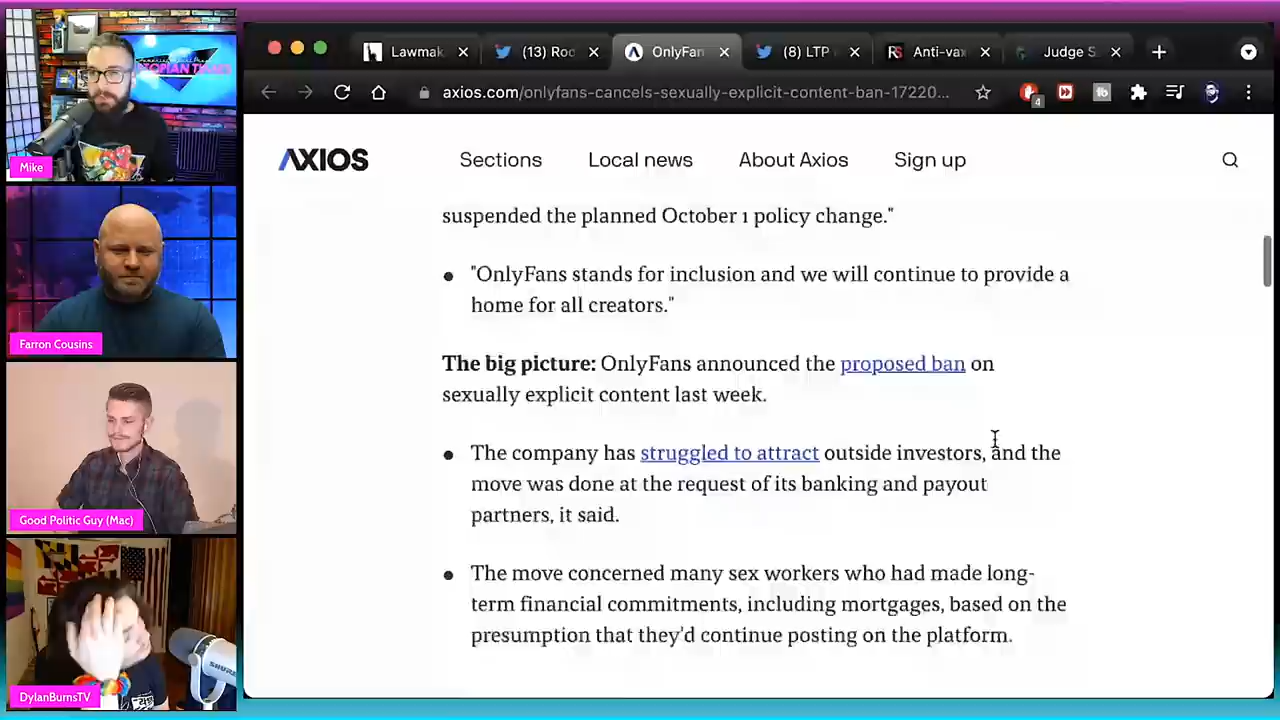 Mike
Farron Cousins
Good Politic Guy (Mac)
DylanBurnsTV
SHURE
Lawmak
(13) Roo
OnlyFan
(8) LTP
Anti-vax
Judge S
axios.com/onlyfans-cancels-sexually-explicit-content-ban-17220...
4
AXIOS
Sections
Local news
About Axios
Sign up
suspended the planned October 1 policy change."
"OnlyFans stands for inclusion and we will continue to provide a
home for all creators."
The big picture: OnlyFans announced the proposed ban on
sexually explicit content last week.
The company has struggled to attract outside investors, and the
move was done at the request of its banking and payout
partners, it said.
The move concerned many sex workers who had made long-
term financial commitments, including mortgages, based on the
presumption that they'd continue posting on the platform.